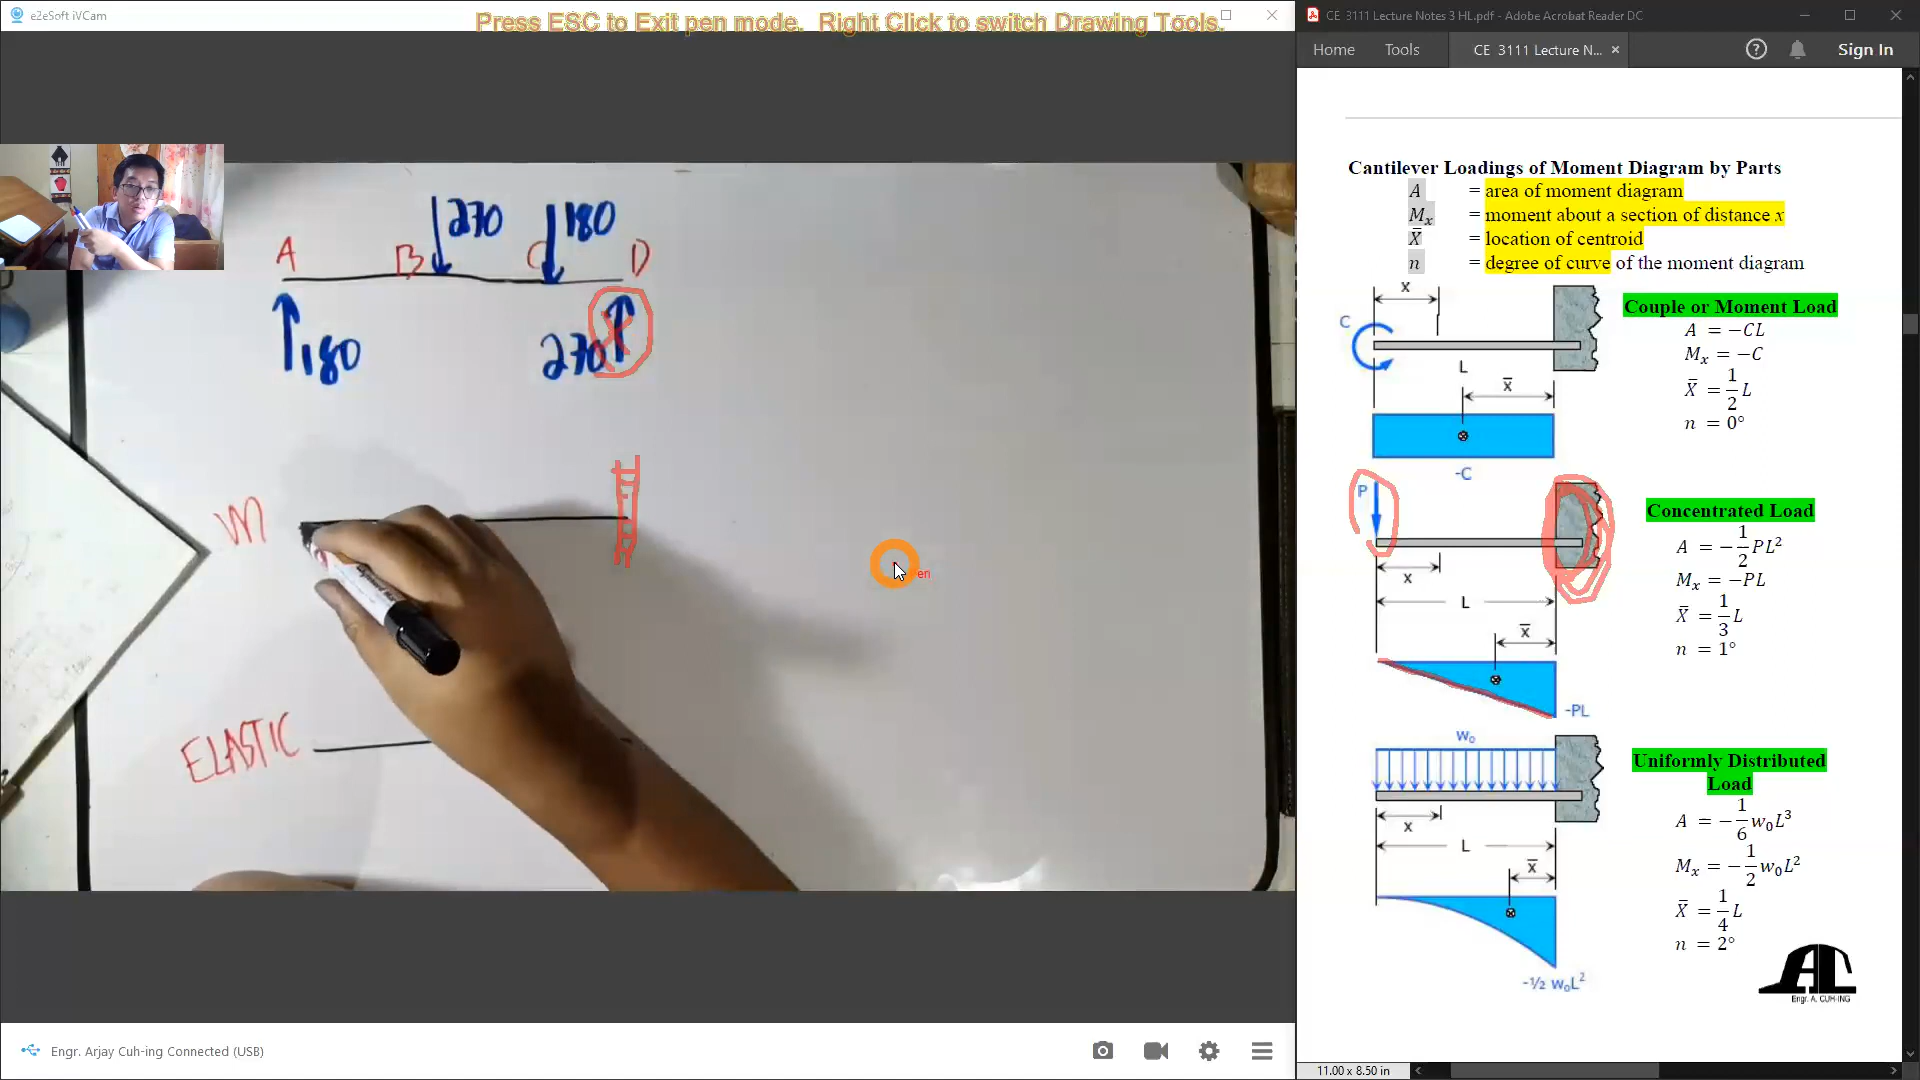 e2eSoft iVCam
Press ESC to Exit pen mode. Right Click to switch Drawing Tools.
A
B
270
C
180
D
180
270
M
ELASTIC
Pen
Engr. Arjay Cuh-ing Connected (USB)
CE 3111 Lecture Notes 3 HL.pdf - Adobe Acrobat Reader DC
Home
Tools
CE 3111 Lecture N... ×
Sign In
Cantilever Loadings of Moment Diagram by Parts
A = area of moment diagram
Mₓ = moment about a section of distance x
X̄ = location of centroid
n = degree of curve of the moment diagram
x
C
L
x̄
-C
Couple or Moment Load
A = −CL
Mₓ = −C
X̄ = 1/2 L
n = 0°
P
x
L
x̄
-PL
Concentrated Load
A = −1/2 PL²
Mₓ = −PL
X̄ = 1/3 L
n = 1°
w₀
x
L
x̄
-½ w₀L²
Uniformly Distributed
Load
A = −1/6 w₀L³
Mₓ = −1/2 w₀L²
X̄ = 1/4 L
n = 2°
Engr. A. CUH-ING
11.00 x 8.50 in